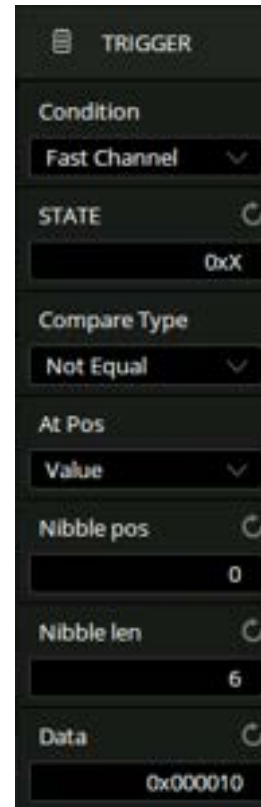 TRIGGER
Condition
Fast Channel
STATE
0xX
Compare Type
Not Equal
At Pos
Value
Nibble pos
0
Nibble len
6
Data
0x000010